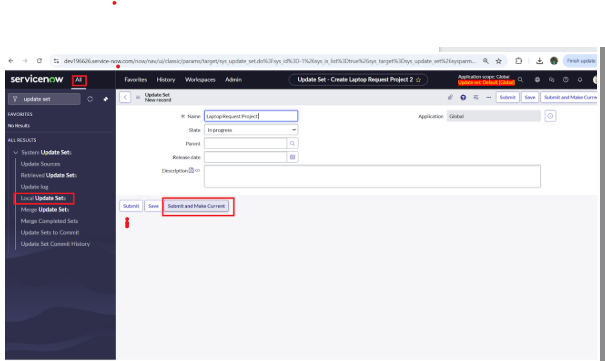 dev196626.service-now.com/now/nav/ui/classic/params/target/sys_update_set.do%3Fsys_id%3D-1%26sys_is_list%3Dtrue%26sys_target%3Dsys_update_set%26sysparm...
Finish update
servicenow All Favorites History Workspaces Admin Update Set - Create Laptop Request Project 2
Application scope: Global
Update set: Default [Global]
update set
Update Set
New record
Submit Save Submit and Make Curre
FAVORITES
No Results
ALL RESULTS
System Update Sets
Update Sources
Retrieved Update Sets
Update log
Local Update Sets
Merge Update Sets
Merge Completed Sets
Update Sets to Commit
Update Set Commit History
Name Laptop Request Project
Application Global
State In progress
Parent
Release date
Description
Submit Save Submit and Make Current